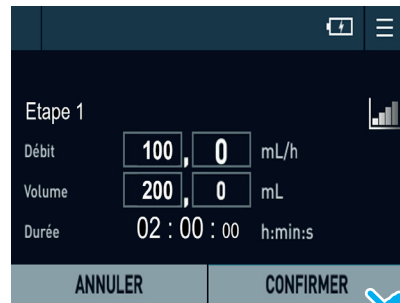 Etape 1
Débit 100 , 0 mL/h
Volume 200 , 0 mL
Durée 02 : 00 : 00 h:min:s
ANNULER CONFIRMER